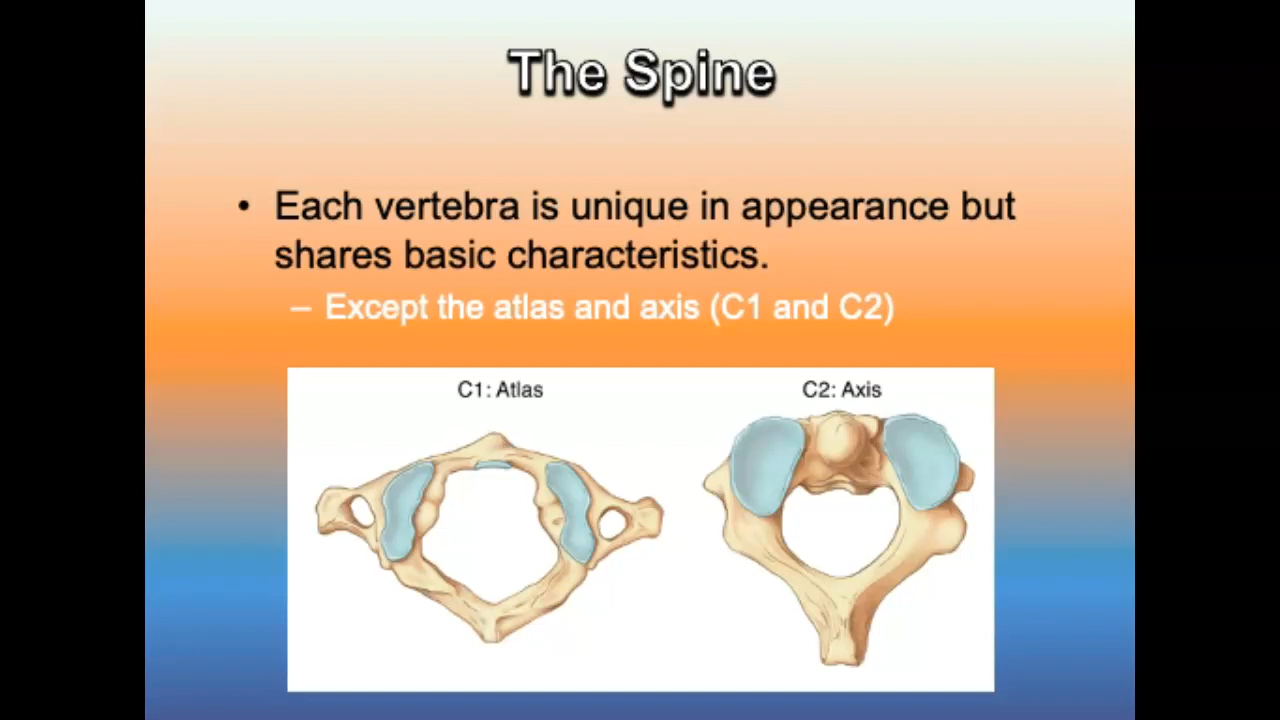 The Spine
• Each vertebra is unique in appearance but
shares basic characteristics.
– Except the atlas and axis (C1 and C2)
C1: Atlas
C2: Axis